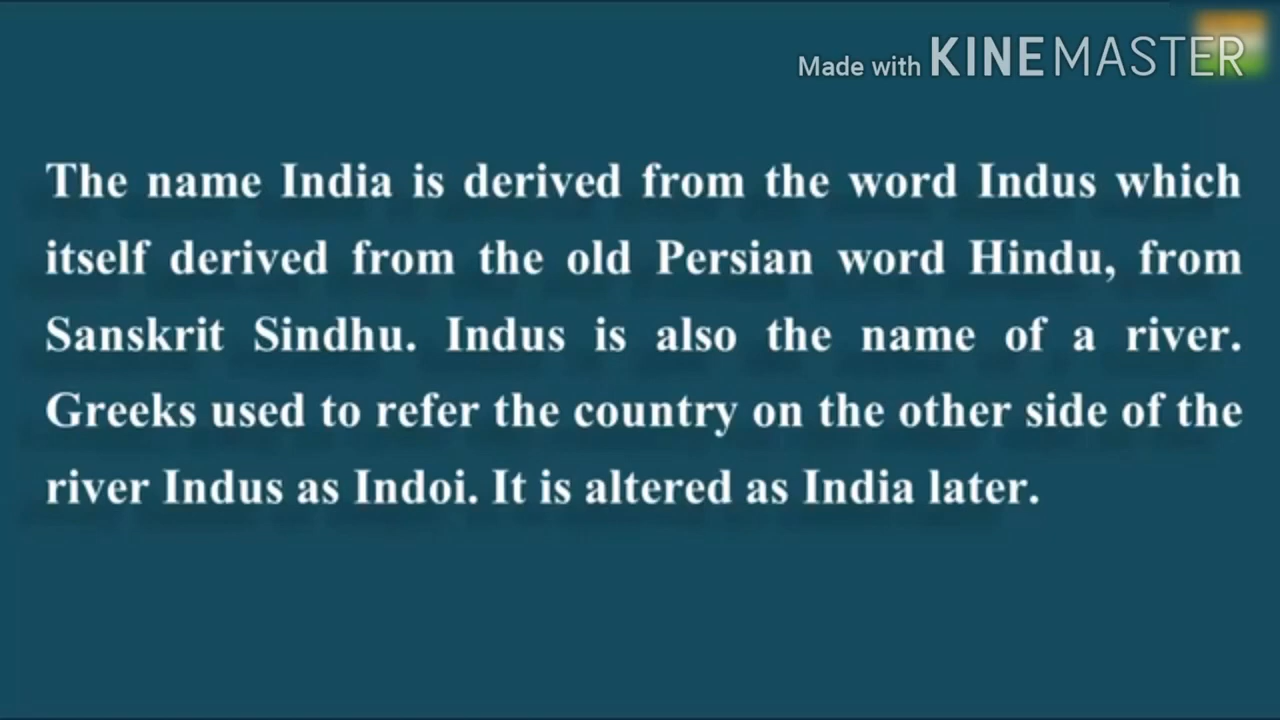 Made with KINEMASTER
The name India is derived from the word Indus which
itself derived from the old Persian word Hindu, from
Sanskrit Sindhu. Indus is also the name of a river.
Greeks used to refer the country on the other side of the
river Indus as Indoi. It is altered as India later.